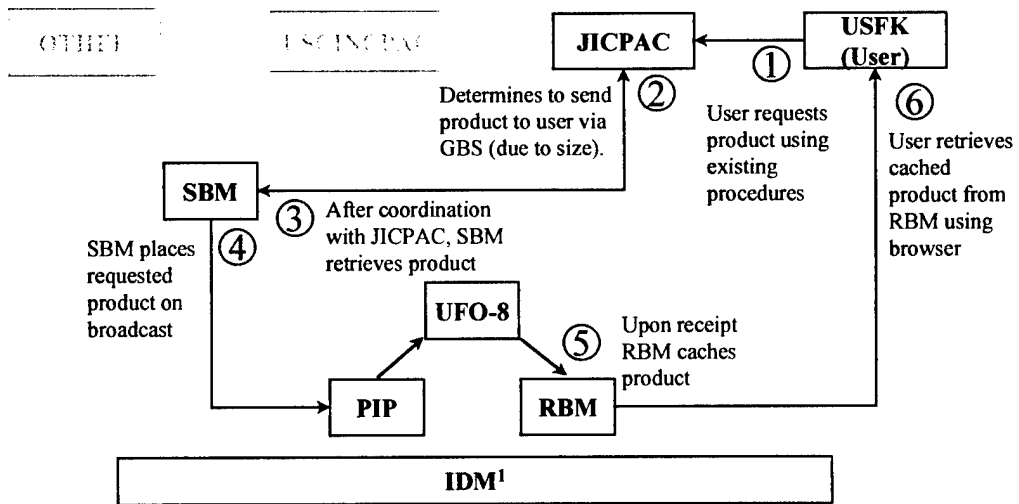 JICPAC
USFK
(User)
①
②
⑥
Determines to send
product to user via
GBS (due to size).
User requests
product using
existing
procedures
User retrieves
cached
product from
RBM using
browser
SBM
③
After coordination
with JICPAC, SBM
retrieves product
④
SBM places
requested
product on
broadcast
UFO-8
⑤
Upon receipt
RBM caches
product
PIP
RBM
IDM¹